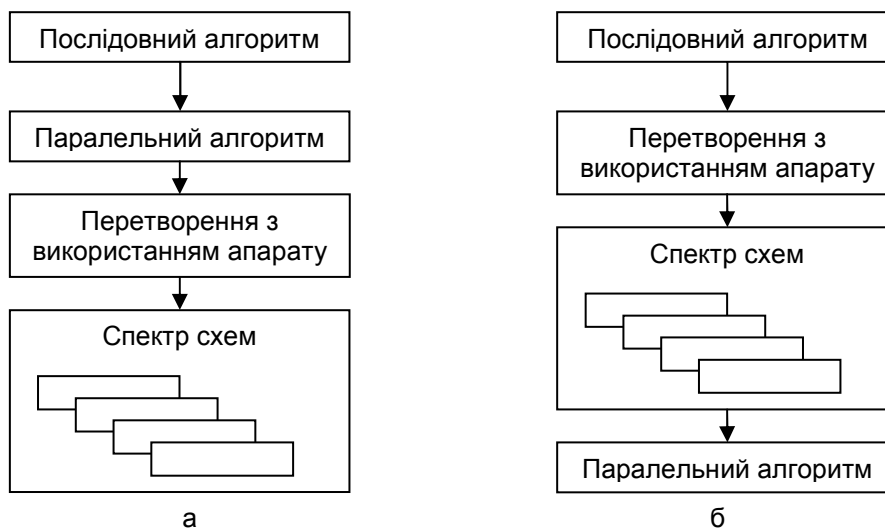 Послідовний алгоритм
Паралельний алгоритм
Перетворення з
використанням апарату
Спектр схем
а
Послідовний алгоритм
Перетворення з
використанням апарату
Спектр схем
Паралельний алгоритм
б